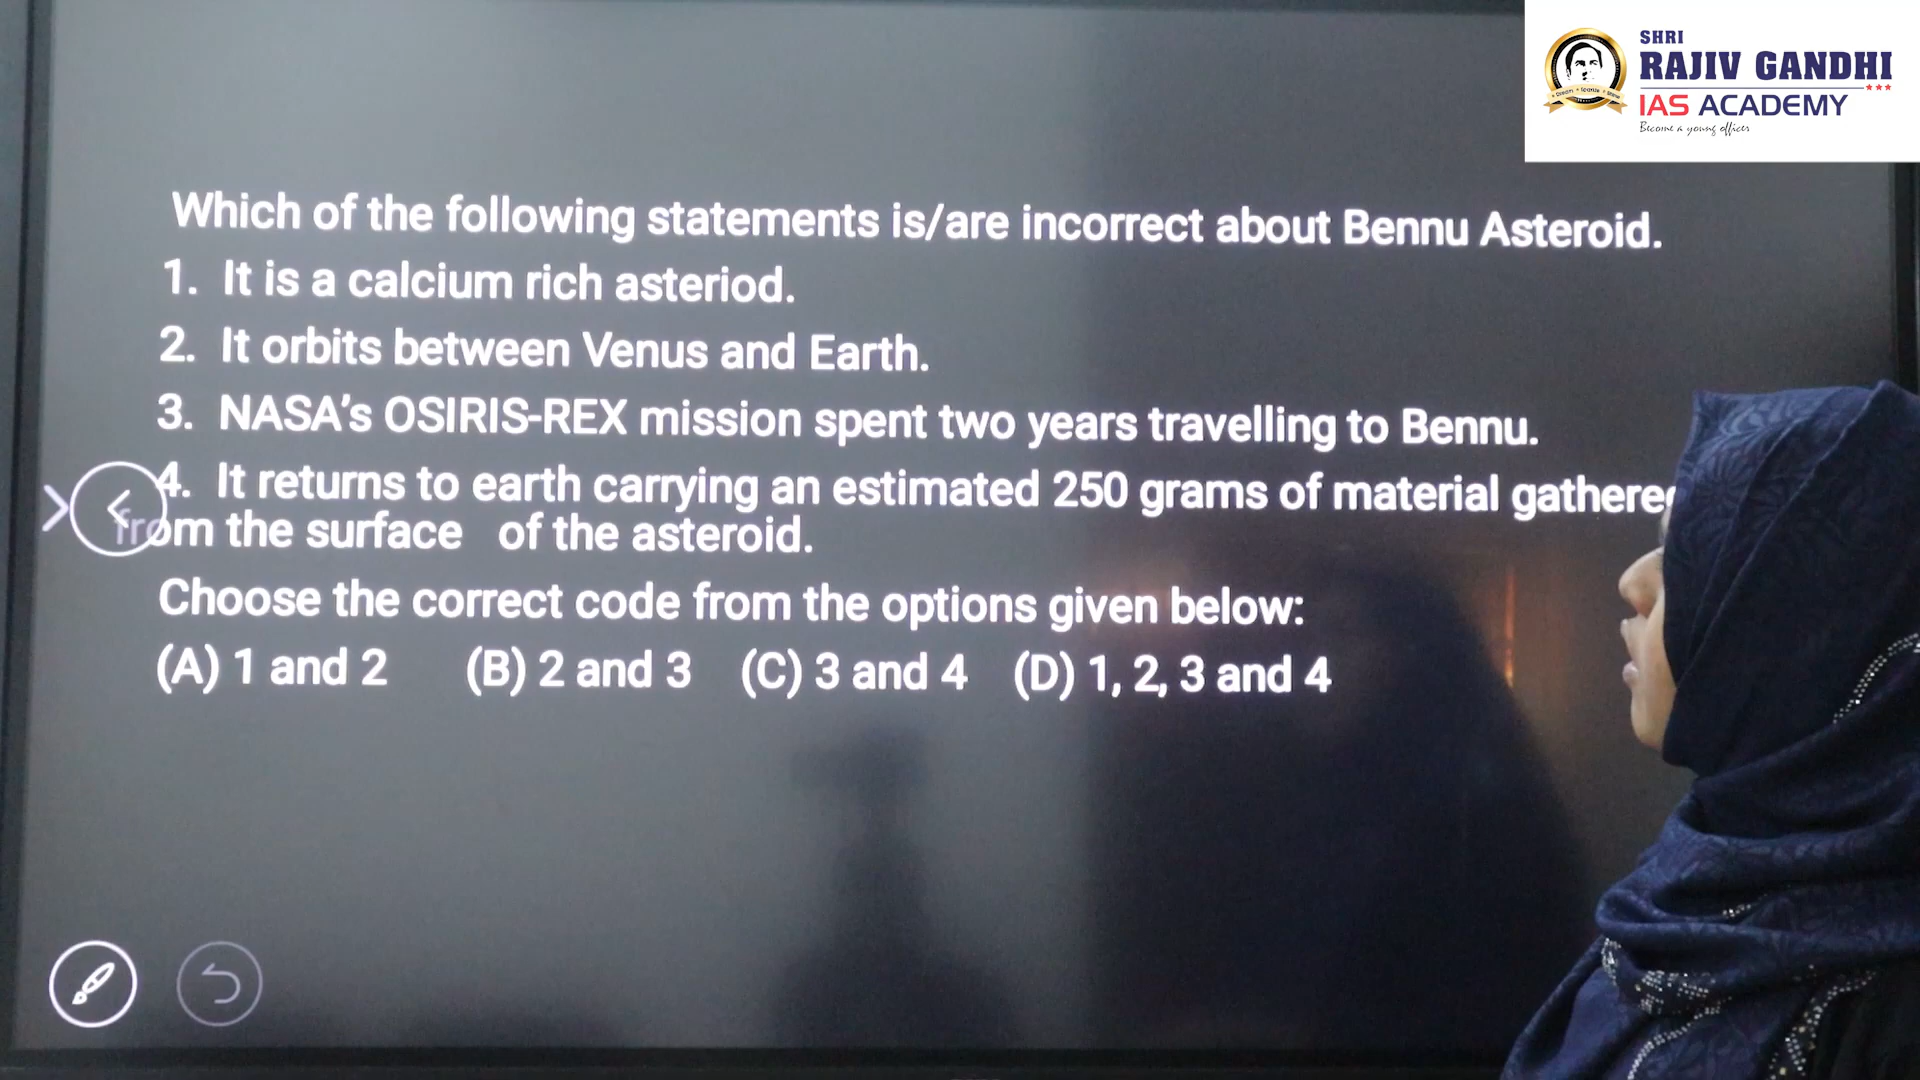 SHRI
RAJIV GANDHI
IAS ACADEMY
Become a young officer
Which of the following statements is/are incorrect about Bennu Asteroid.
1. It is a calcium rich asteriod.
2. It orbits between Venus and Earth.
3. NASA's OSIRIS-REX mission spent two years travelling to Bennu.
4. It returns to earth carrying an estimated 250 grams of material gathered
from the surface of the asteroid.
Choose the correct code from the options given below:
(A) 1 and 2 (B) 2 and 3 (C) 3 and 4 (D) 1, 2, 3 and 4